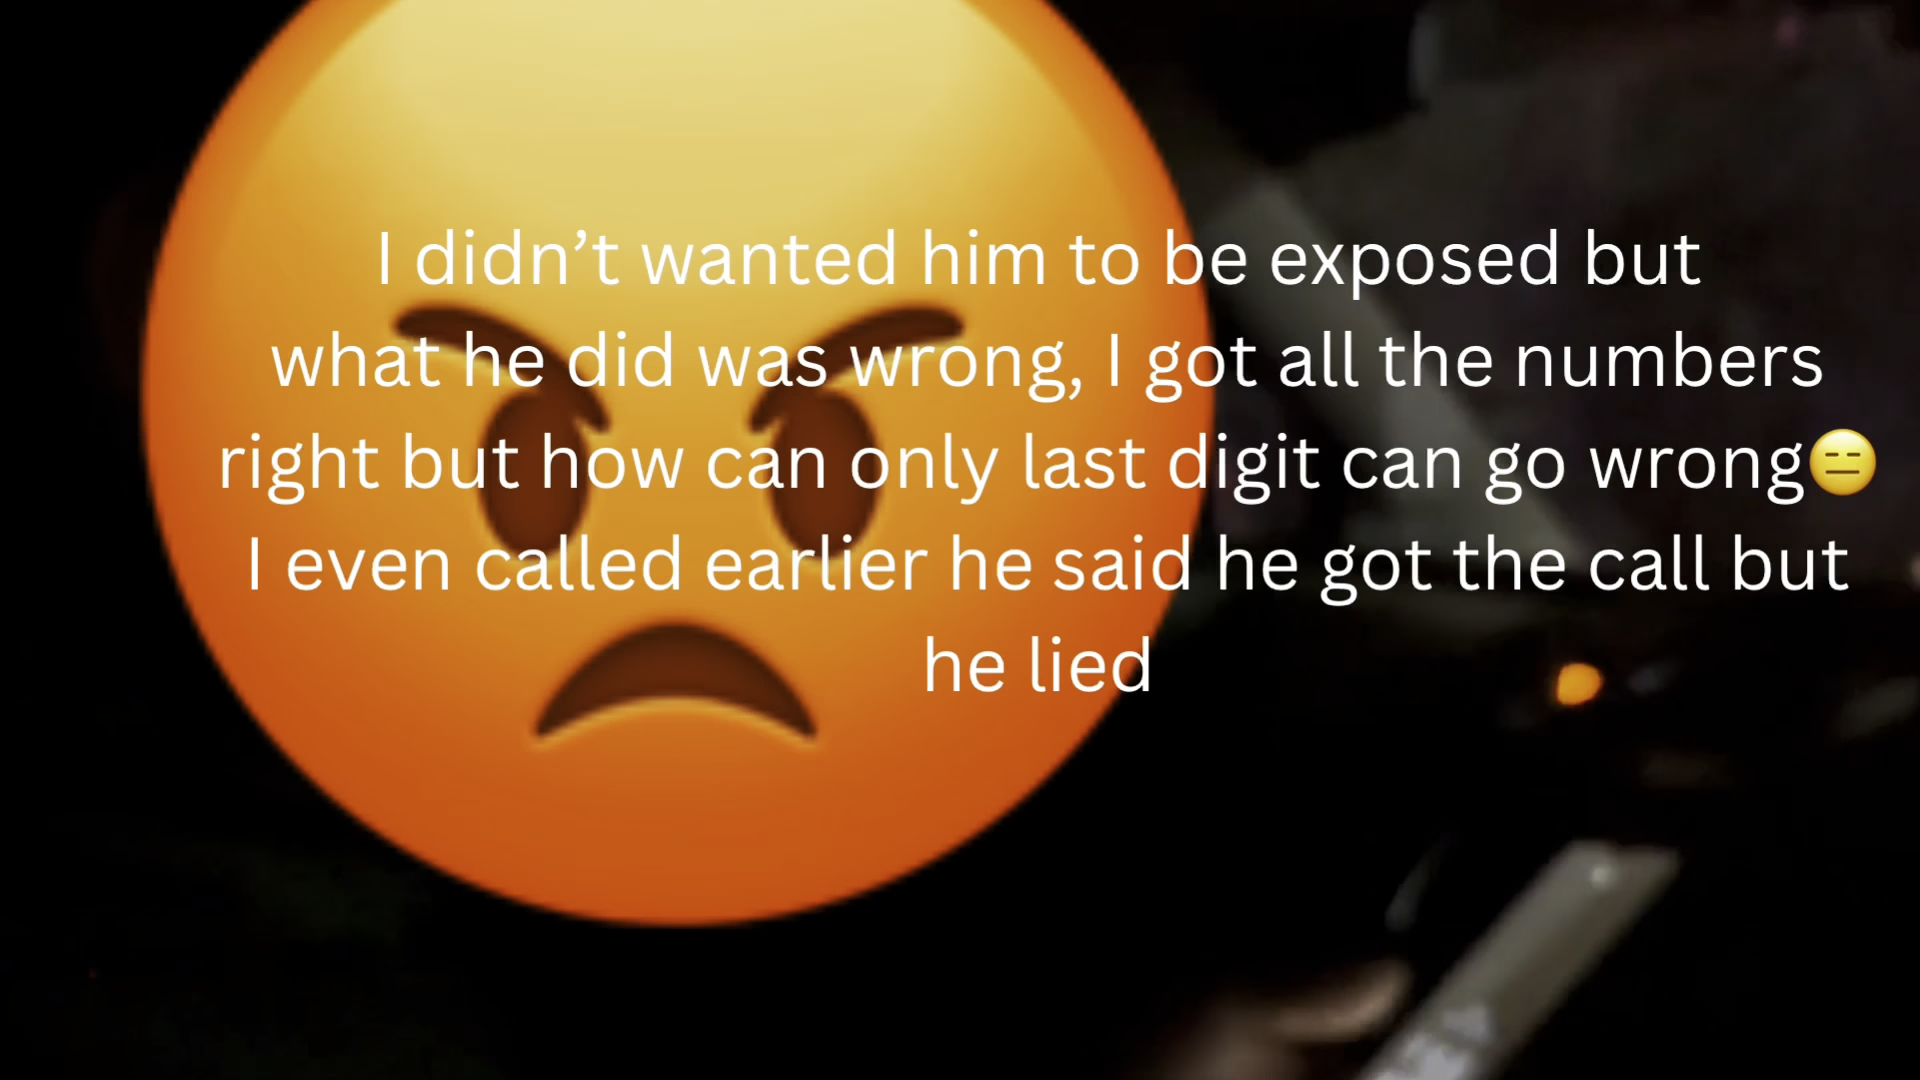 I didn’t wanted him to be exposed but
what he did was wrong, I got all the numbers
right but how can only last digit can go wrong😑
I even called earlier he said he got the call but
he lied